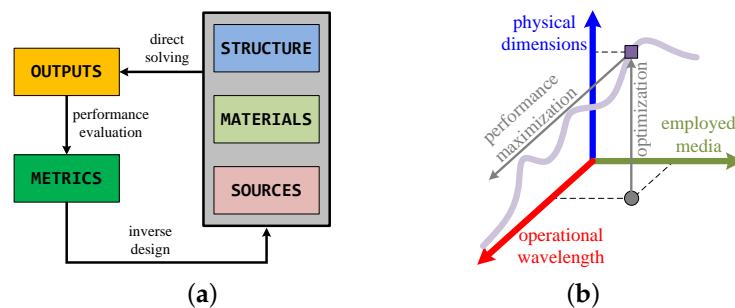 direct
solving
OUTPUTS
performance
evaluation
METRICS
inverse
design
STRUCTURE
MATERIALS
SOURCES
(a)
physical
dimensions
performance
maximization
optimization
employed
media
operational
wavelength
(b)